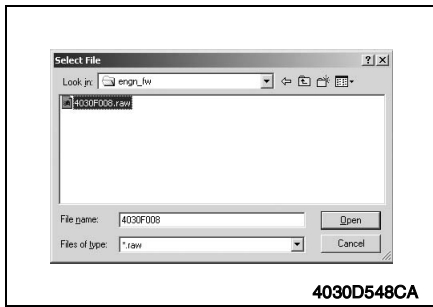 Select File
Look in: engn_fw
4030F008.raw
File name: 4030F008 Open
Files of type: *.raw Cancel
4030D548CA